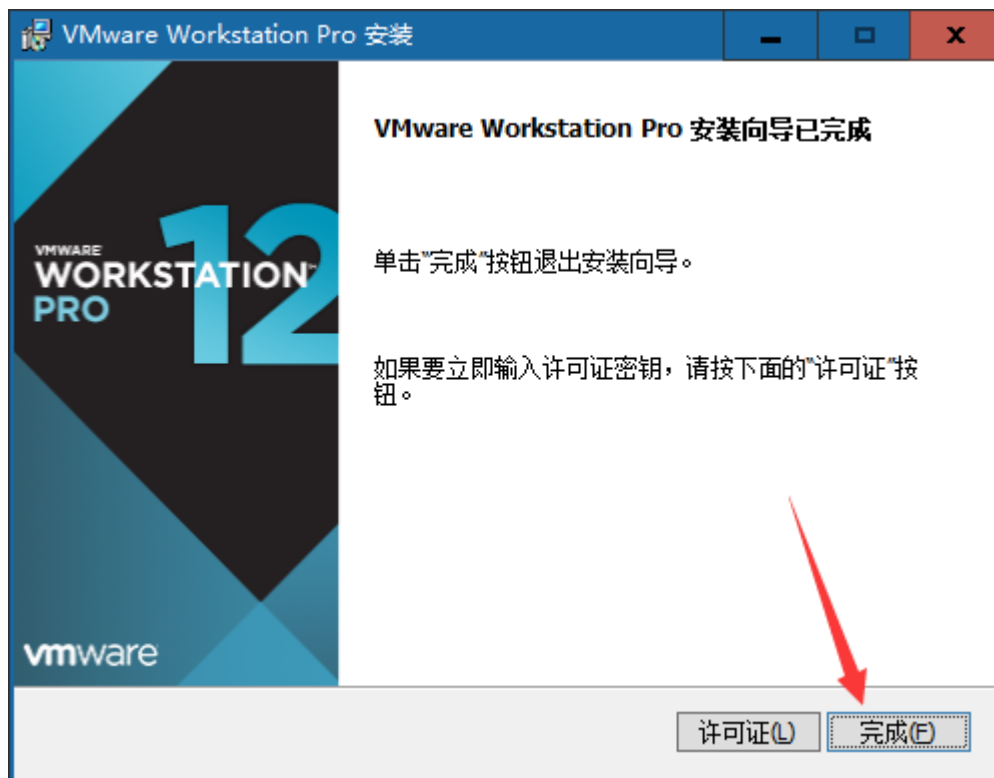 VMware Workstation Pro 安装
VMware Workstation Pro 安装向导已完成
单击"完成"按钮退出安装向导。
如果要立即输入许可证密钥，请按下面的"许可证"按
钮。
12
VMWARE
WORKSTATION™
PRO
vmware
许可证(L)
完成(F)